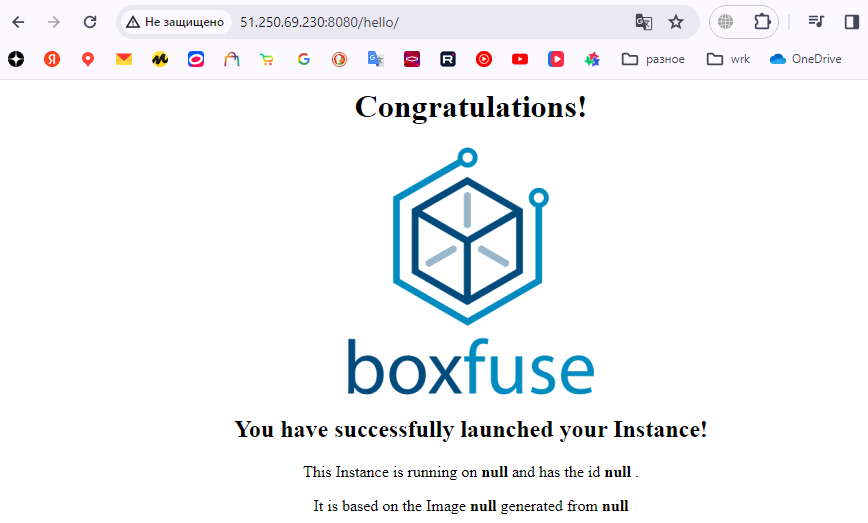 Не защищено
51.250.69.230:8080/hello/
разное
wrk
OneDrive
Congratulations!
boxfuse
You have successfully launched your Instance!
This Instance is running on null and has the id null .
It is based on the Image null generated from null